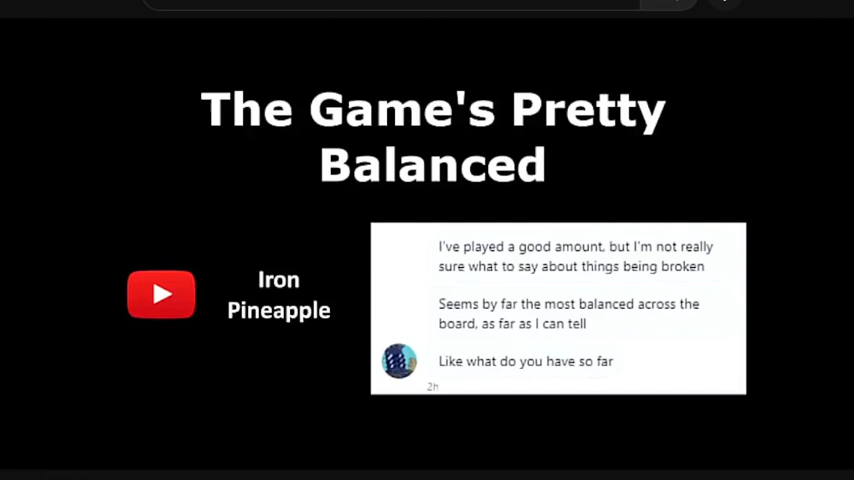 The Game's Pretty
Balanced
Iron
Pineapple
I've played a good amount, but I'm not really
sure what to say about things being broken
Seems by far the most balanced across the
board, as far as I can tell
Like what do you have so far
2h